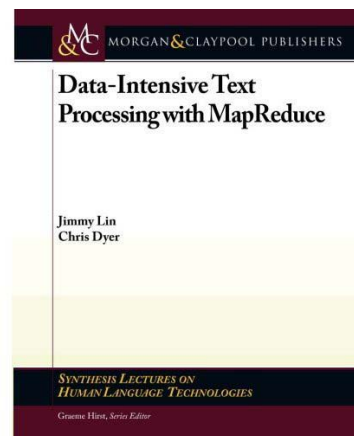 M
&C
MORGAN & CLAYPOOL PUBLISHERS
Data-Intensive Text
Processing with MapReduce
Jimmy Lin
Chris Dyer
SYNTHESIS LECTURES ON
HUMAN LANGUAGE TECHNOLOGIES
Graeme Hirst, Series Editor